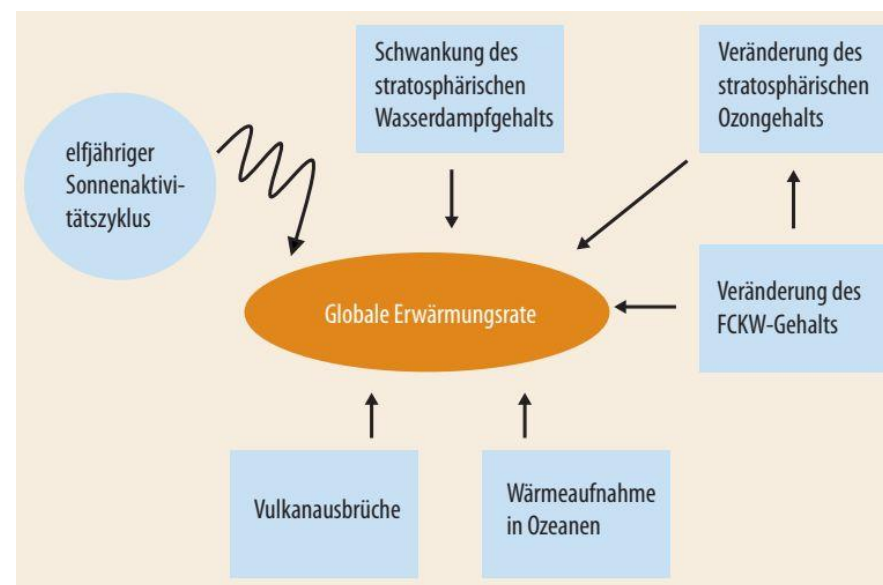 Schwankung des
stratosphärischen
Wasserdampfgehalts
Veränderung des
stratosphärischen
Ozongehalts
elfjähriger
Sonnenaktivi-
tätszyklus
Globale Erwärmungsrate
Veränderung des
FCKW-Gehalts
Vulkanausbrüche
Wärmeaufnahme
in Ozeanen